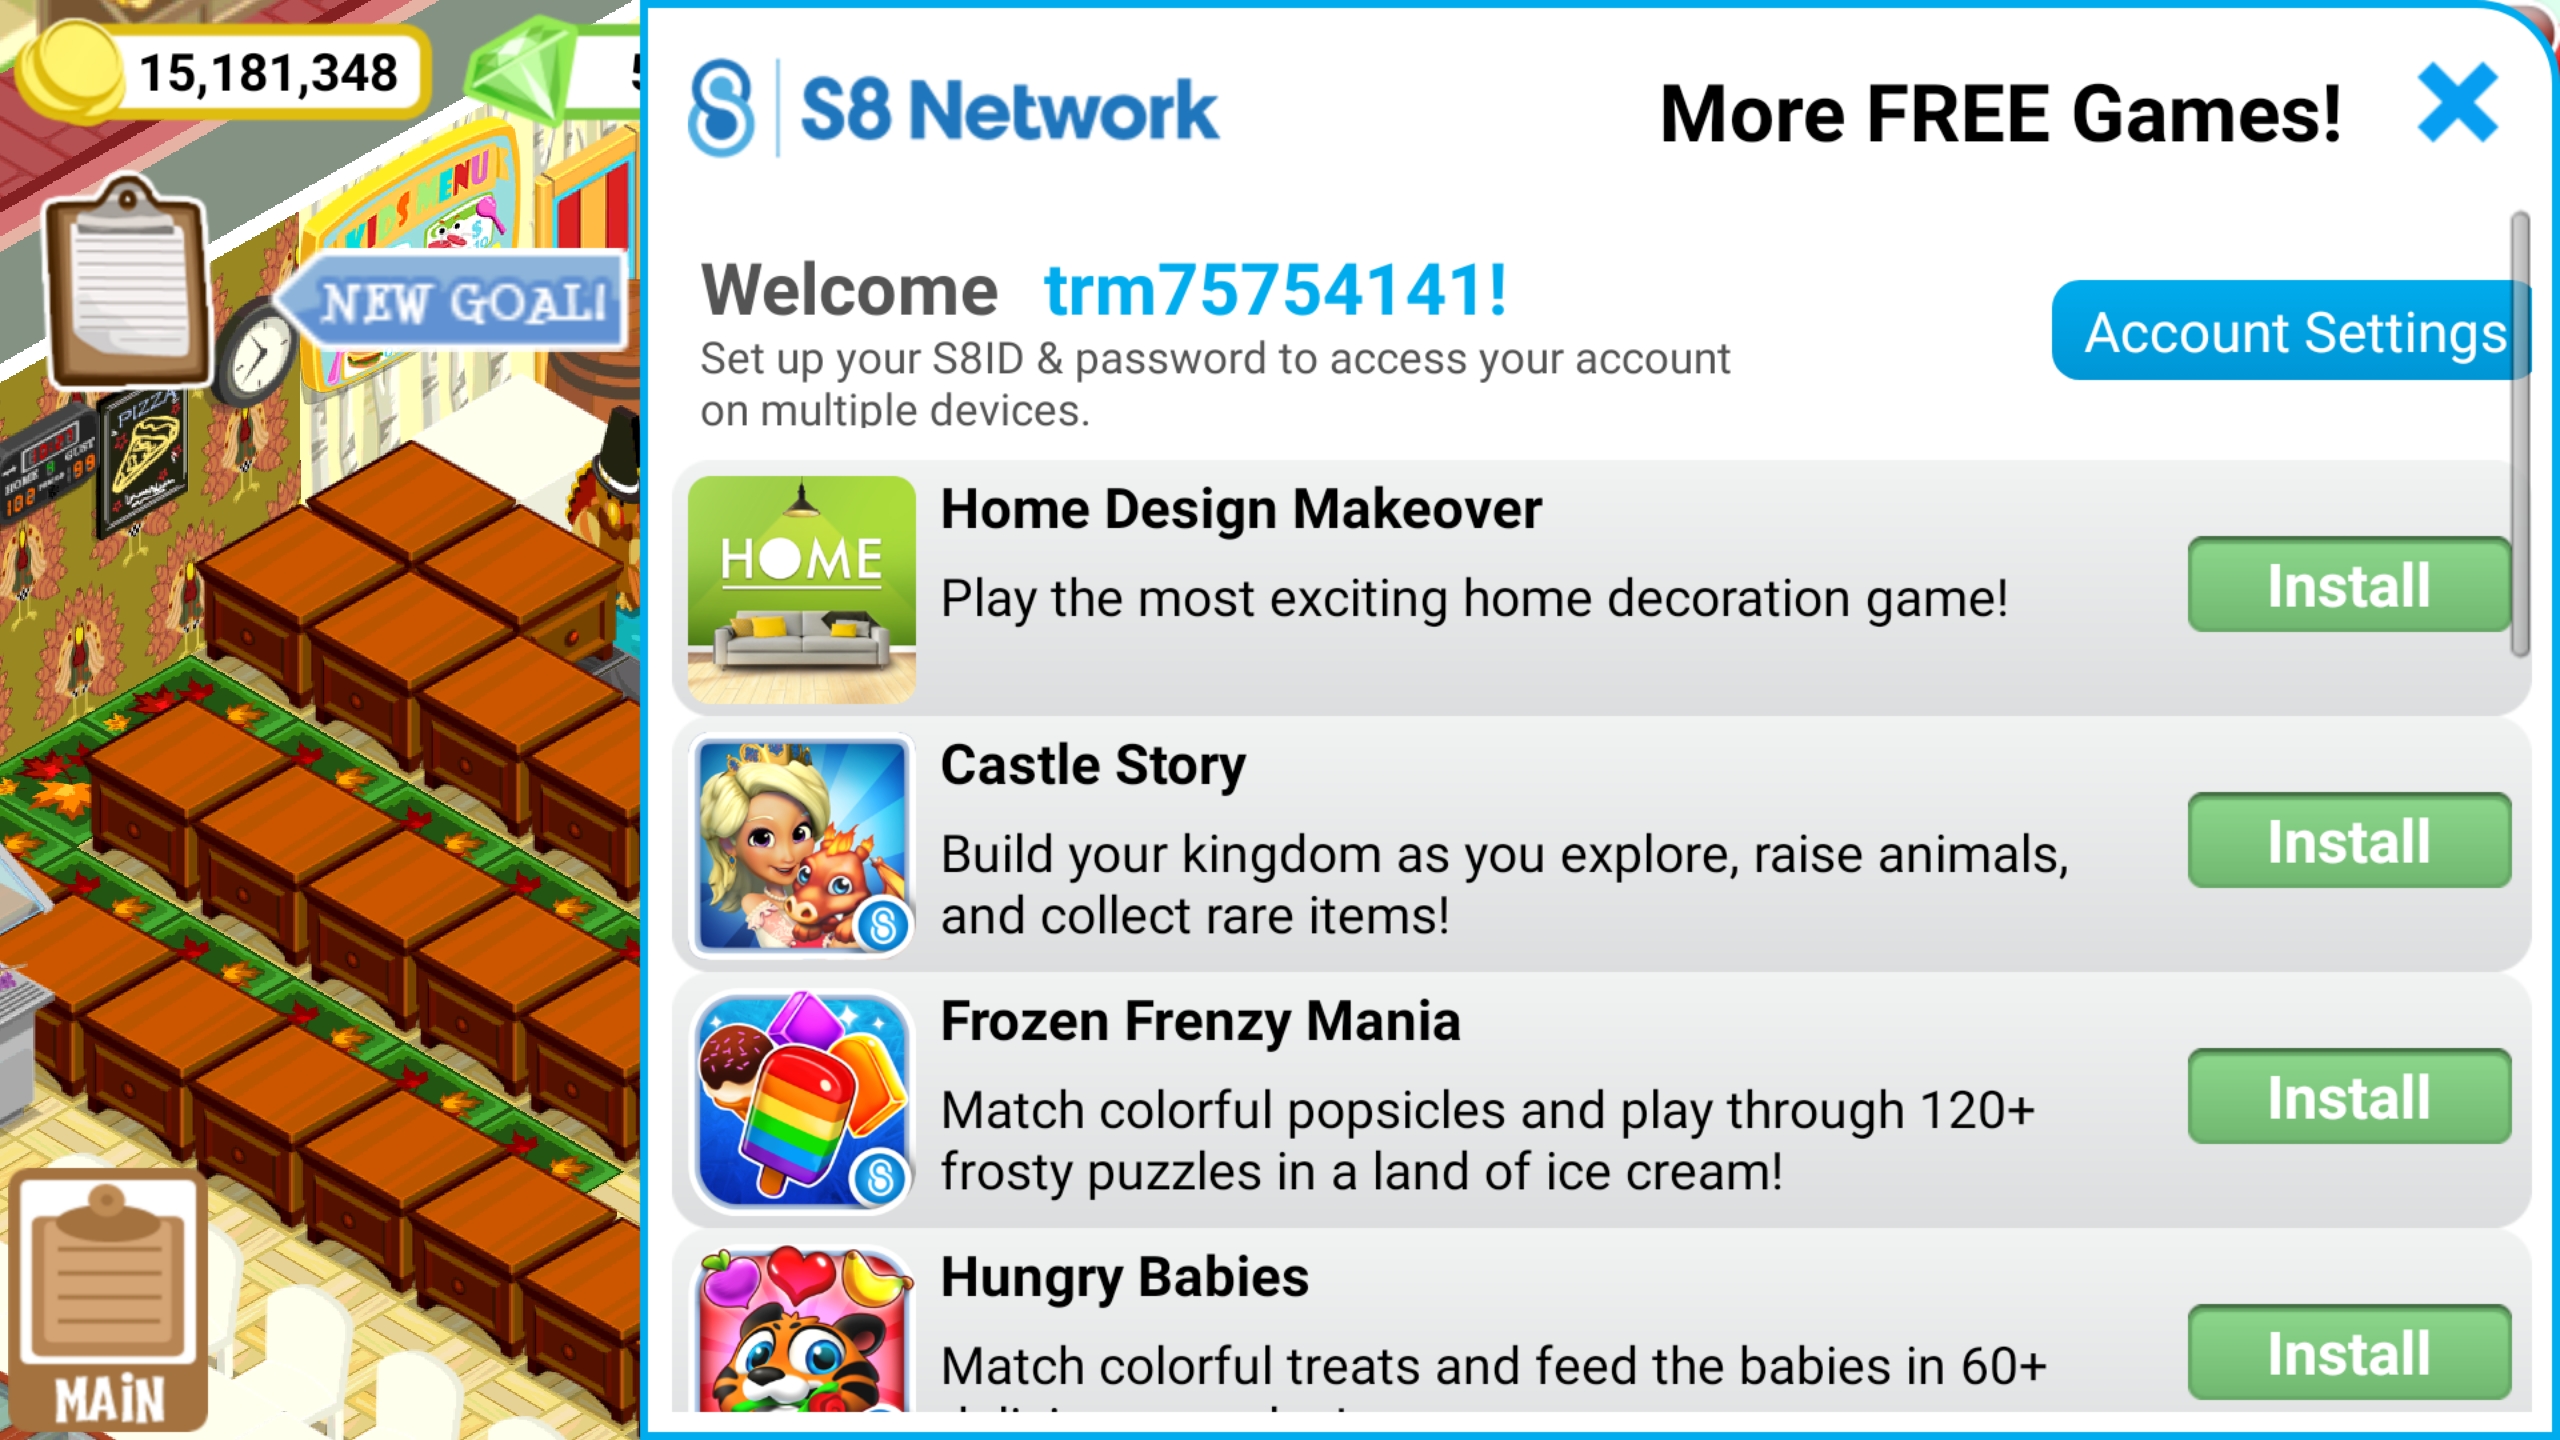 15,181,348
S8 Network
More FREE Games!
KIDS MENU
NEW GOAL!
Welcome trm75754141!
Set up your S8ID & password to access your account
on multiple devices.
Account Settings
PIZZA
HOME
Home Design Makeover
Play the most exciting home decoration game!
Install
Castle Story
Build your kingdom as you explore, raise animals,
and collect rare items!
Install
Frozen Frenzy Mania
Match colorful popsicles and play through 120+
frosty puzzles in a land of ice cream!
Install
Hungry Babies
Match colorful treats and feed the babies in 60+
Install
MAiN